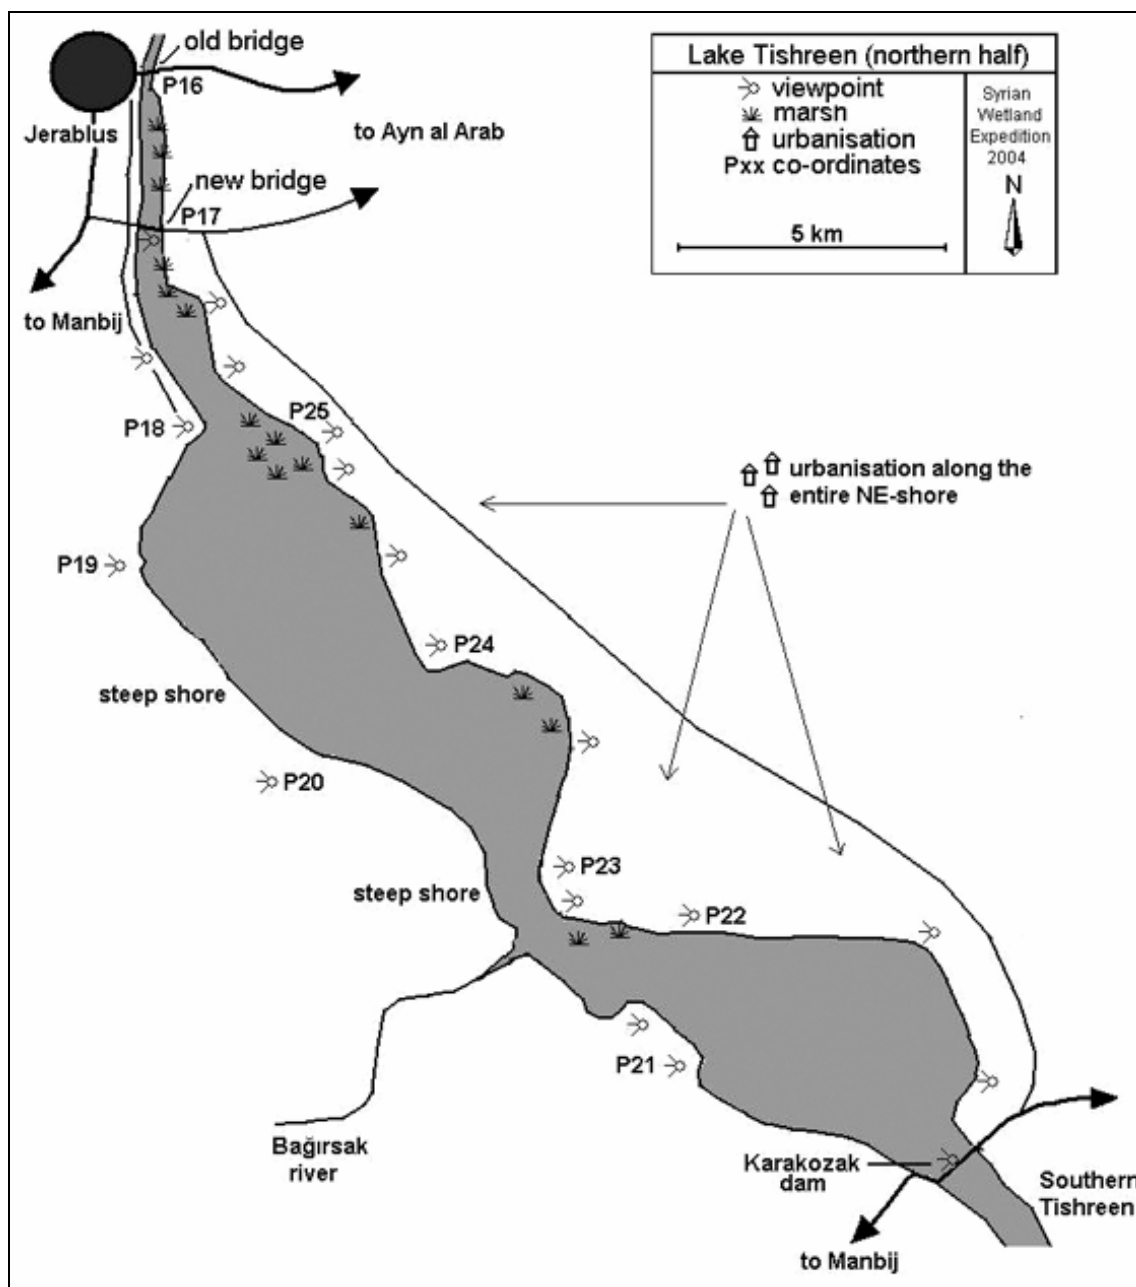 old bridge
P16
Jerablus
to Ayn al Arab
new bridge
P17
to Manbij
Lake Tishreen (northern half)
viewpoint
marsn
urbanisation
Pxx co-ordinates
5 km
Syrian
Wetland
Expedition
2004
N
P18
P25
urbanisation along the
entire NE-shore
P19
P24
steep shore
P20
P23
steep shore
P22
P21
Bağırsak
river
Karakozak
dam
Southern
Tishreen
to Manbij